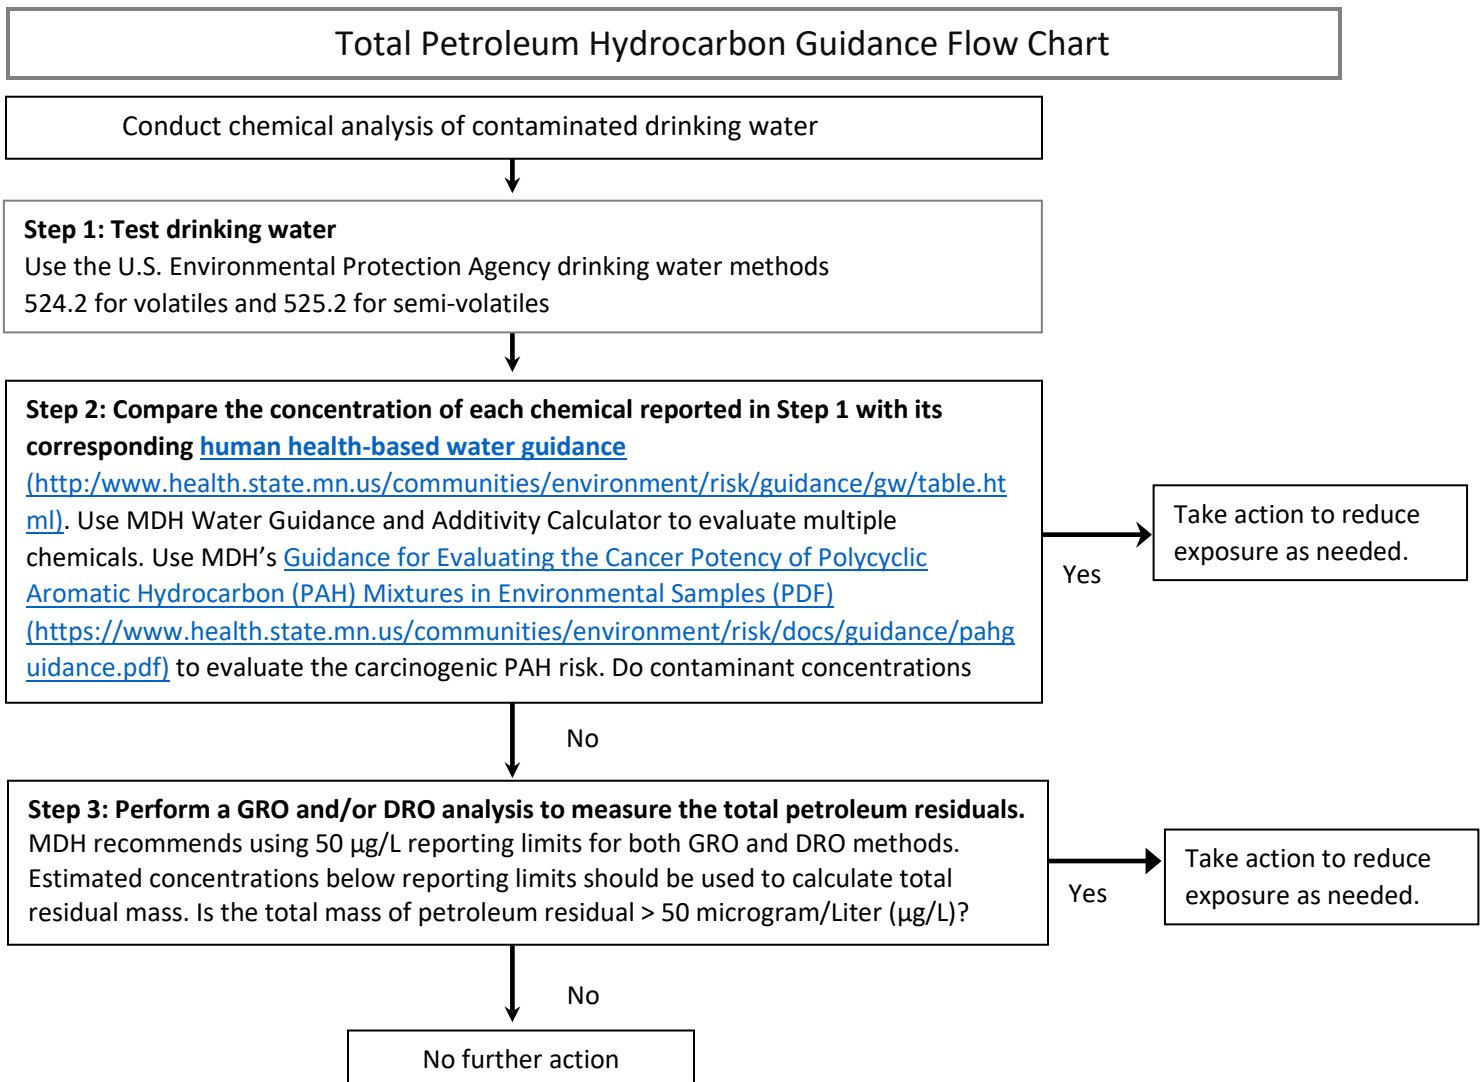 Total Petroleum Hydrocarbon Guidance Flow Chart
Conduct chemical analysis of contaminated drinking water
Step 1: Test drinking water
Use the U.S. Environmental Protection Agency drinking water methods
524.2 for volatiles and 525.2 for semi-volatiles
Step 2: Compare the concentration of each chemical reported in Step 1 with its
corresponding human health-based water guidance
(http:/www.health.state.mn.us/communities/environment/risk/guidance/gw/table.ht
ml). Use MDH Water Guidance and Additivity Calculator to evaluate multiple
chemicals. Use MDH’s Guidance for Evaluating the Cancer Potency of Polycyclic
Aromatic Hydrocarbon (PAH) Mixtures in Environmental Samples (PDF)
(https://www.health.state.mn.us/communities/environment/risk/docs/guidance/pahg
uidance.pdf) to evaluate the carcinogenic PAH risk. Do contaminant concentrations
Yes
Take action to reduce
exposure as needed.
No
Step 3: Perform a GRO and/or DRO analysis to measure the total petroleum residuals.
MDH recommends using 50 µg/L reporting limits for both GRO and DRO methods.
Estimated concentrations below reporting limits should be used to calculate total
residual mass. Is the total mass of petroleum residual > 50 microgram/Liter (µg/L)?
Yes
Take action to reduce
exposure as needed.
No
No further action